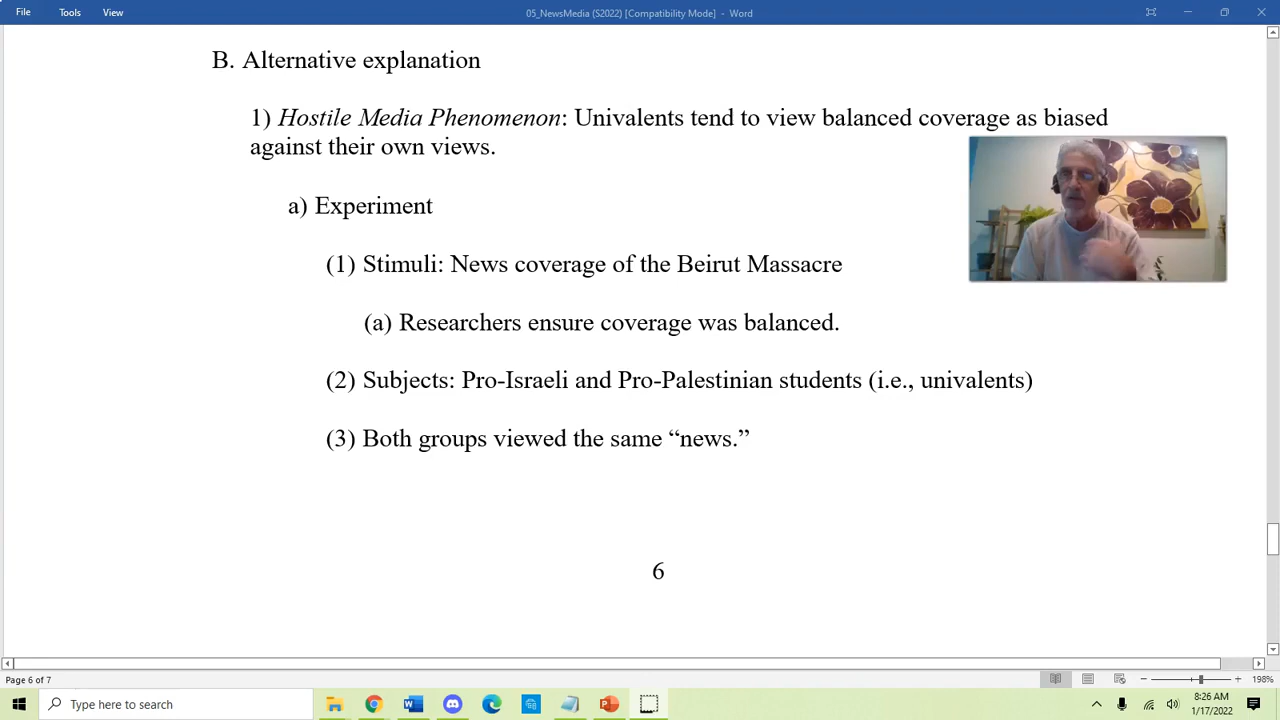 File Tools View 05_NewsMedia (S2022) [Compatibility Mode] - Word
B. Alternative explanation
1) Hostile Media Phenomenon: Univalents tend to view balanced coverage as biased
against their own views.
a) Experiment
(1) Stimuli: News coverage of the Beirut Massacre
(a) Researchers ensure coverage was balanced.
(2) Subjects: Pro-Israeli and Pro-Palestinian students (i.e., univalents)
(3) Both groups viewed the same “news.”
6
Page 6 of 7 198%
Type here to search
8:26 AM
1/17/2022